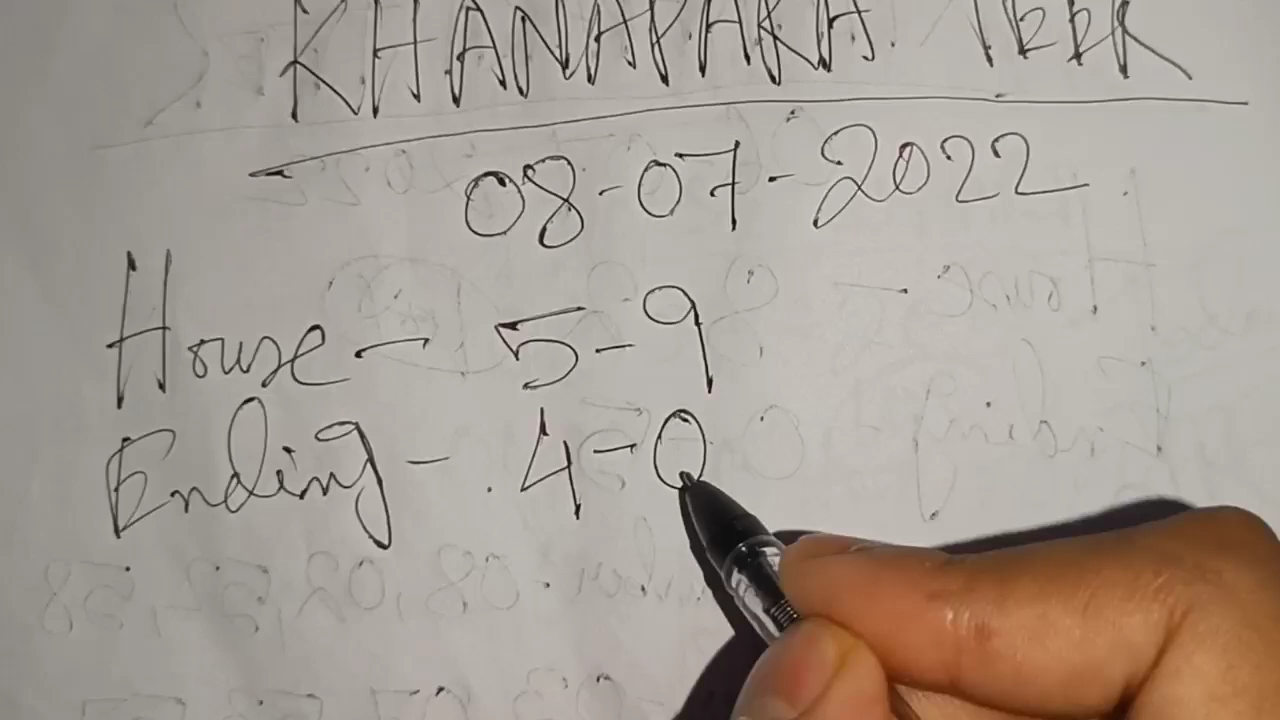 KHANAPARA TEER
08-07-2022
House - 5-9
Ending - 4-0